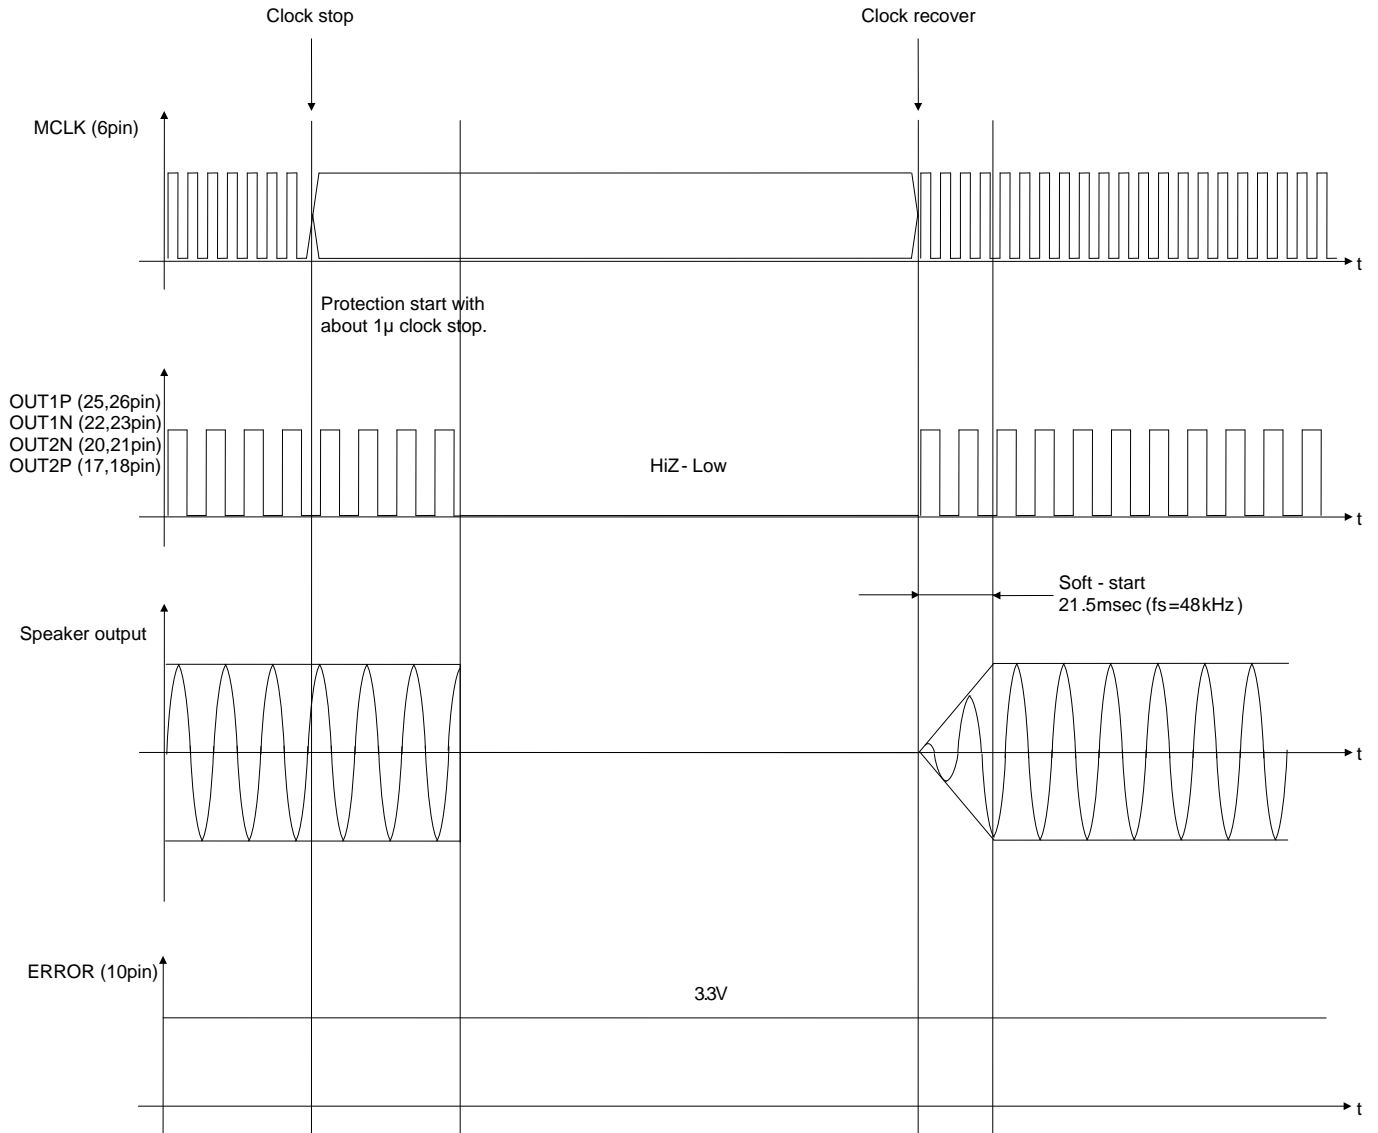 Clock stop
Clock recover
MCLK (6pin)
t
Protection start with
about 1μ clock stop.
OUT1P (25,26pin)
OUT1N (22,23pin)
OUT2N (20,21pin)
OUT2P (17,18pin)
HiZ - Low
t
Soft - start
21.5msec (fs=48kHz)
Speaker output
t
ERROR (10pin)
3.3V
t